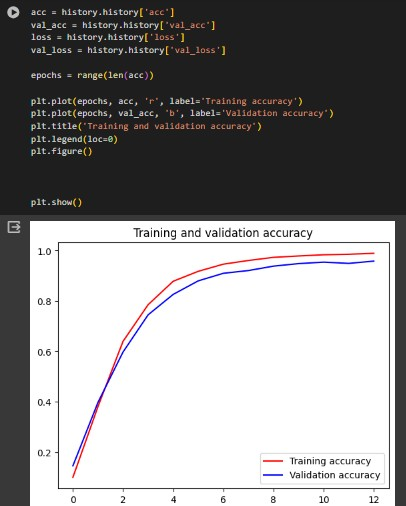 acc = history.history['acc']
val_acc = history.history['val_acc']
loss = history.history['loss']
val_loss = history.history['val_loss']
epochs = range(len(acc))
plt.plot(epochs, acc, 'r', label='Training accuracy')
plt.plot(epochs, val_acc, 'b', label='Validation accuracy')
plt.title('Training and validation accuracy')
plt.legend(loc=0)
plt.figure()
plt.show()
Training and validation accuracy
1.0
0.8
0.6
0.4
0.2
Training accuracy
Validation accuracy
0 2 4 6 8 10 12